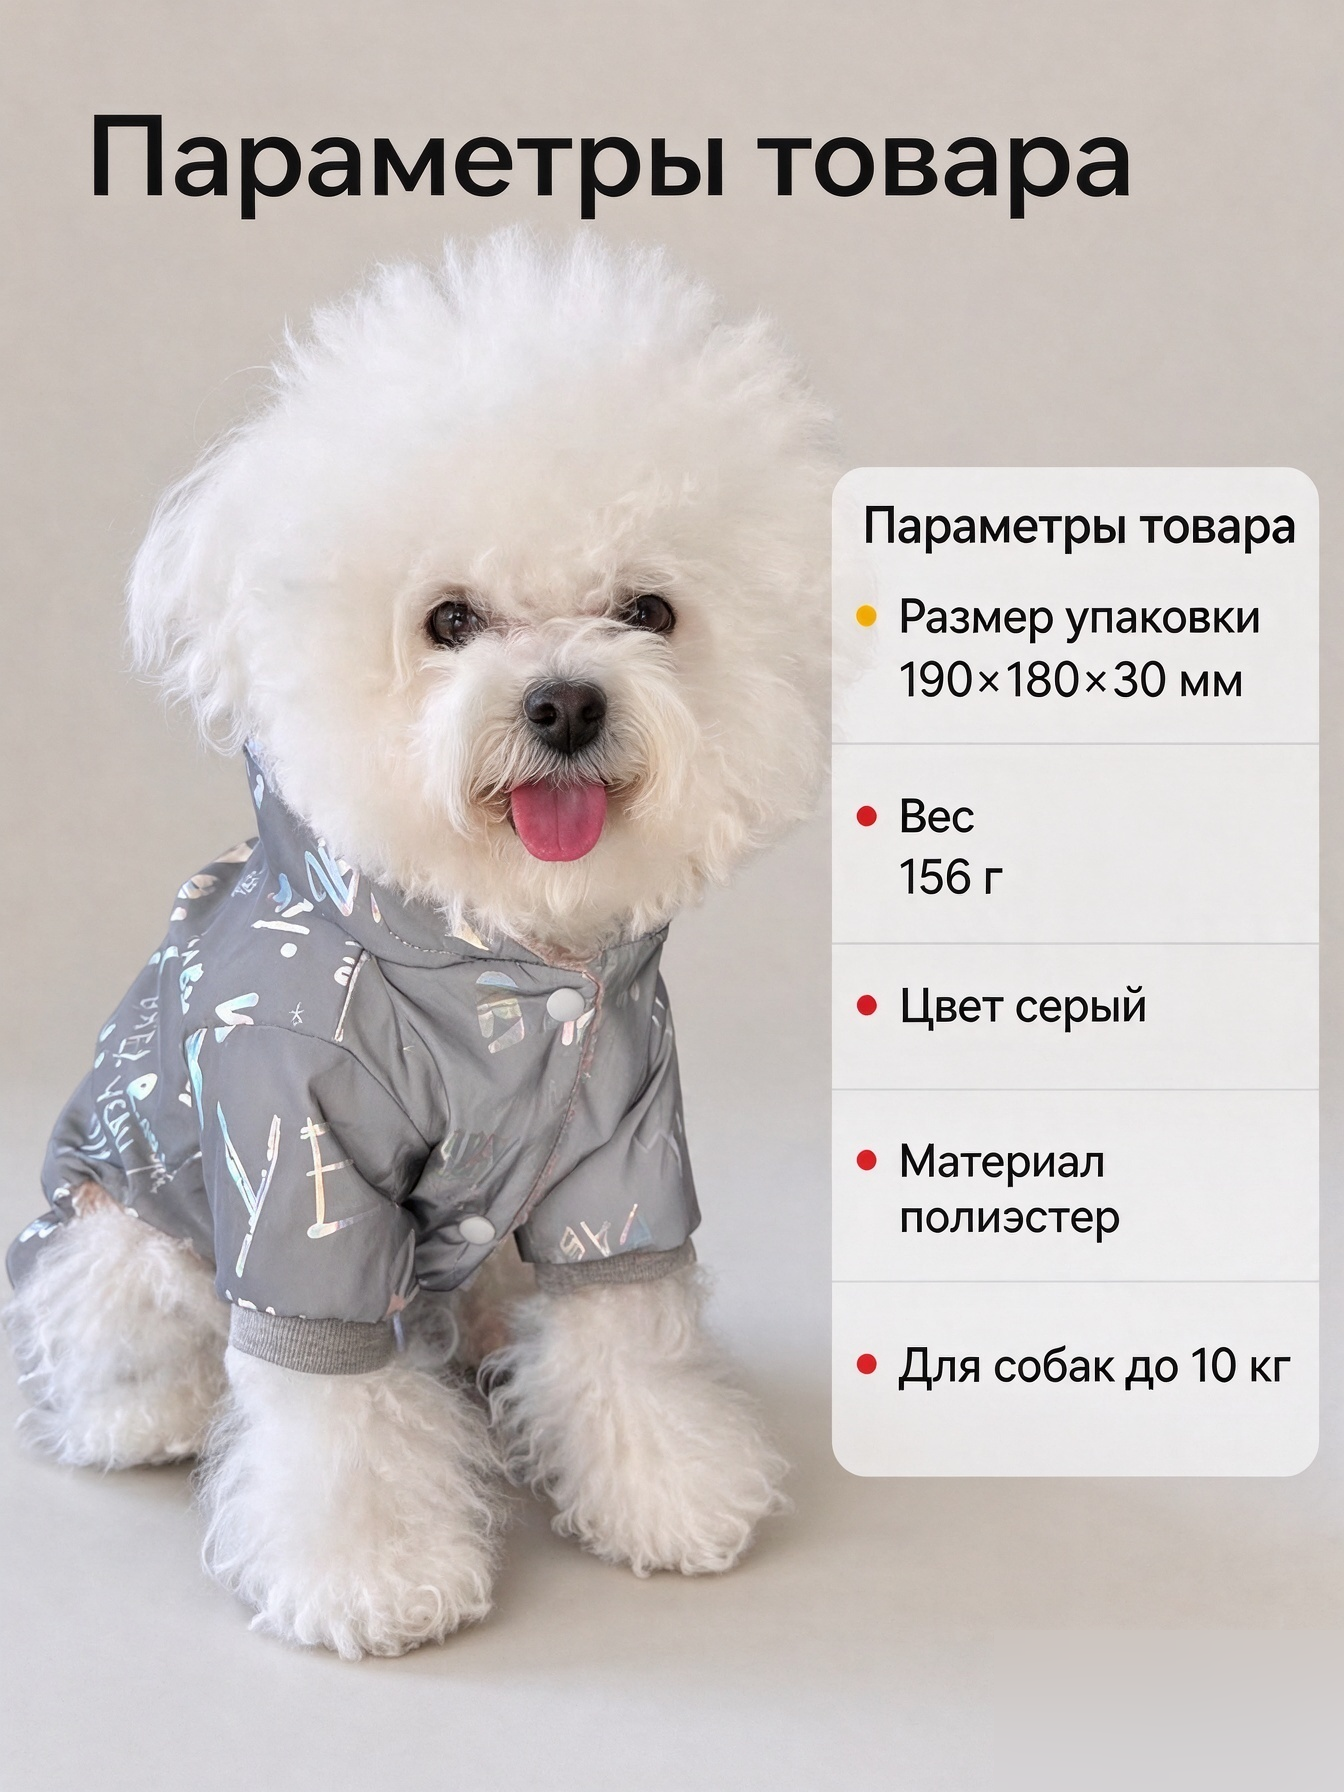 Параметры товара
Параметры товара
Размер упаковки
190×180×30 мм
Вес
156 г
Цвет серый
Материал
полиэстер
Для собак до 10 кг
YE